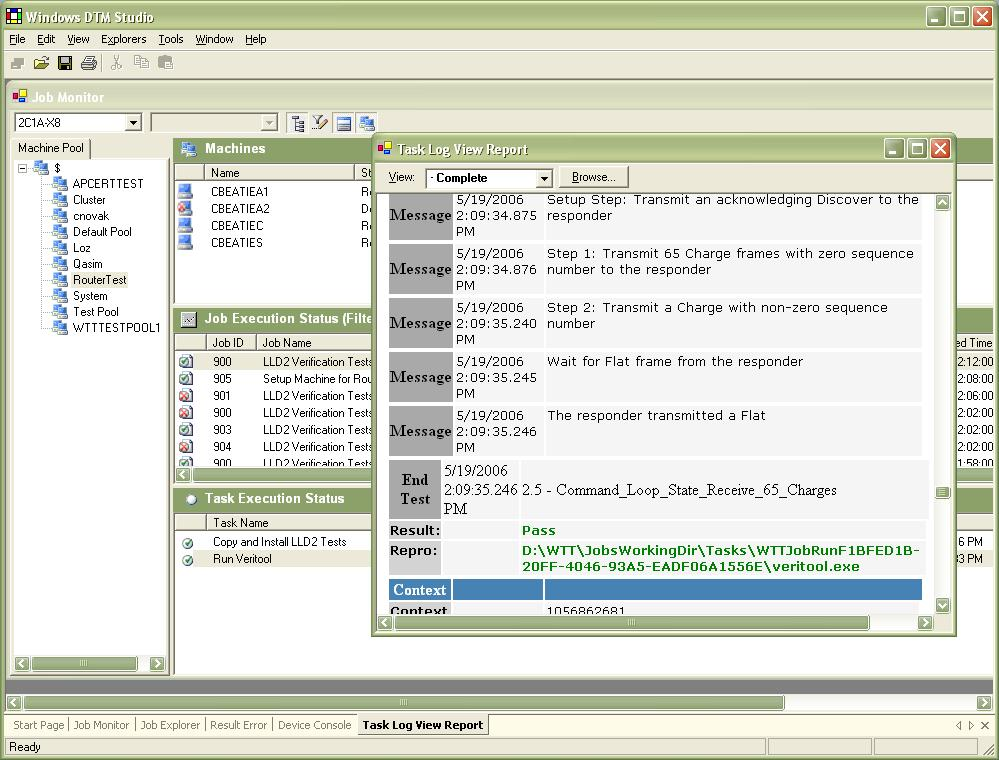 Windows DTM Studio
File Edit View Explorers Tools Window Help
Job Monitor
2C1A-X8
Machine Pool
$
APCERTTEST
Cluster
cnovak
Default Pool
Loz
Qasim
RouterTest
System
Test Pool
WTTTESTPOOL1
Machines
Name St
CBEATIEA1 Re
CBEATIEA2 De
CBEATIEC Re
CBEATIES Re
Job Execution Status (Filte
Job ID Job Name ed Time
900 LLD2 Verification Tests 2:12:00
905 Setup Machine for Rou 2:08:00
901 LLD2 Verification Tests 2:06:00
900 LLD2 Verification Tests 2:02:00
903 LLD2 Verification Tests 2:02:00
904 LLD2 Verification Tests 2:02:00
900 LLD2 Verification Tests 1:58:00
Task Execution Status
Task Name
Copy and Install LLD2 Tests 6 PM
Run Veritool 33 PM
Task Log View Report
View: · Complete Browse...
Message 5/19/2006 2:09:34.875 PM Setup Step: Transmit an acknowledging Discover to the
responder
Message 5/19/2006 2:09:34.876 PM Step 1: Transmit 65 Charge frames with zero sequence
number to the responder
Message 5/19/2006 2:09:35.240 PM Step 2: Transmit a Charge with non-zero sequence
number
Message 5/19/2006 2:09:35.245 PM Wait for Flat frame from the responder
Message 5/19/2006 2:09:35.246 PM The responder transmitted a Flat
End Test 5/19/2006 2:09:35.246 PM 2.5 - Command_Loop_State_Receive_65_Charges
Result: Pass
Repro: D:\WTT\JobsWorkingDir\Tasks\WTTJobRunF1BFED1B-
20FF-4046-93A5-EADF06A1556E\veritool.exe
Context
Context 1056862681
Start Page Job Monitor Job Explorer Result Error Device Console Task Log View Report
Ready